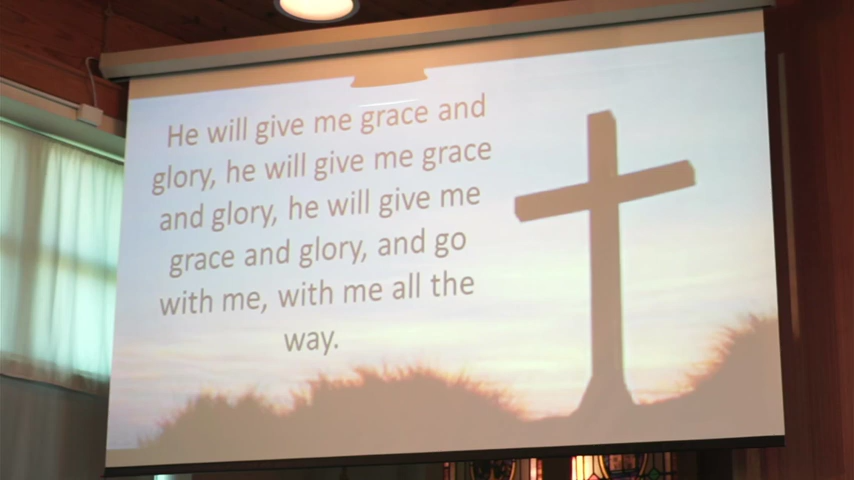 He will give me grace and
glory, he will give me grace
and glory, he will give me
grace and glory, and go
with me, with me all the
way.